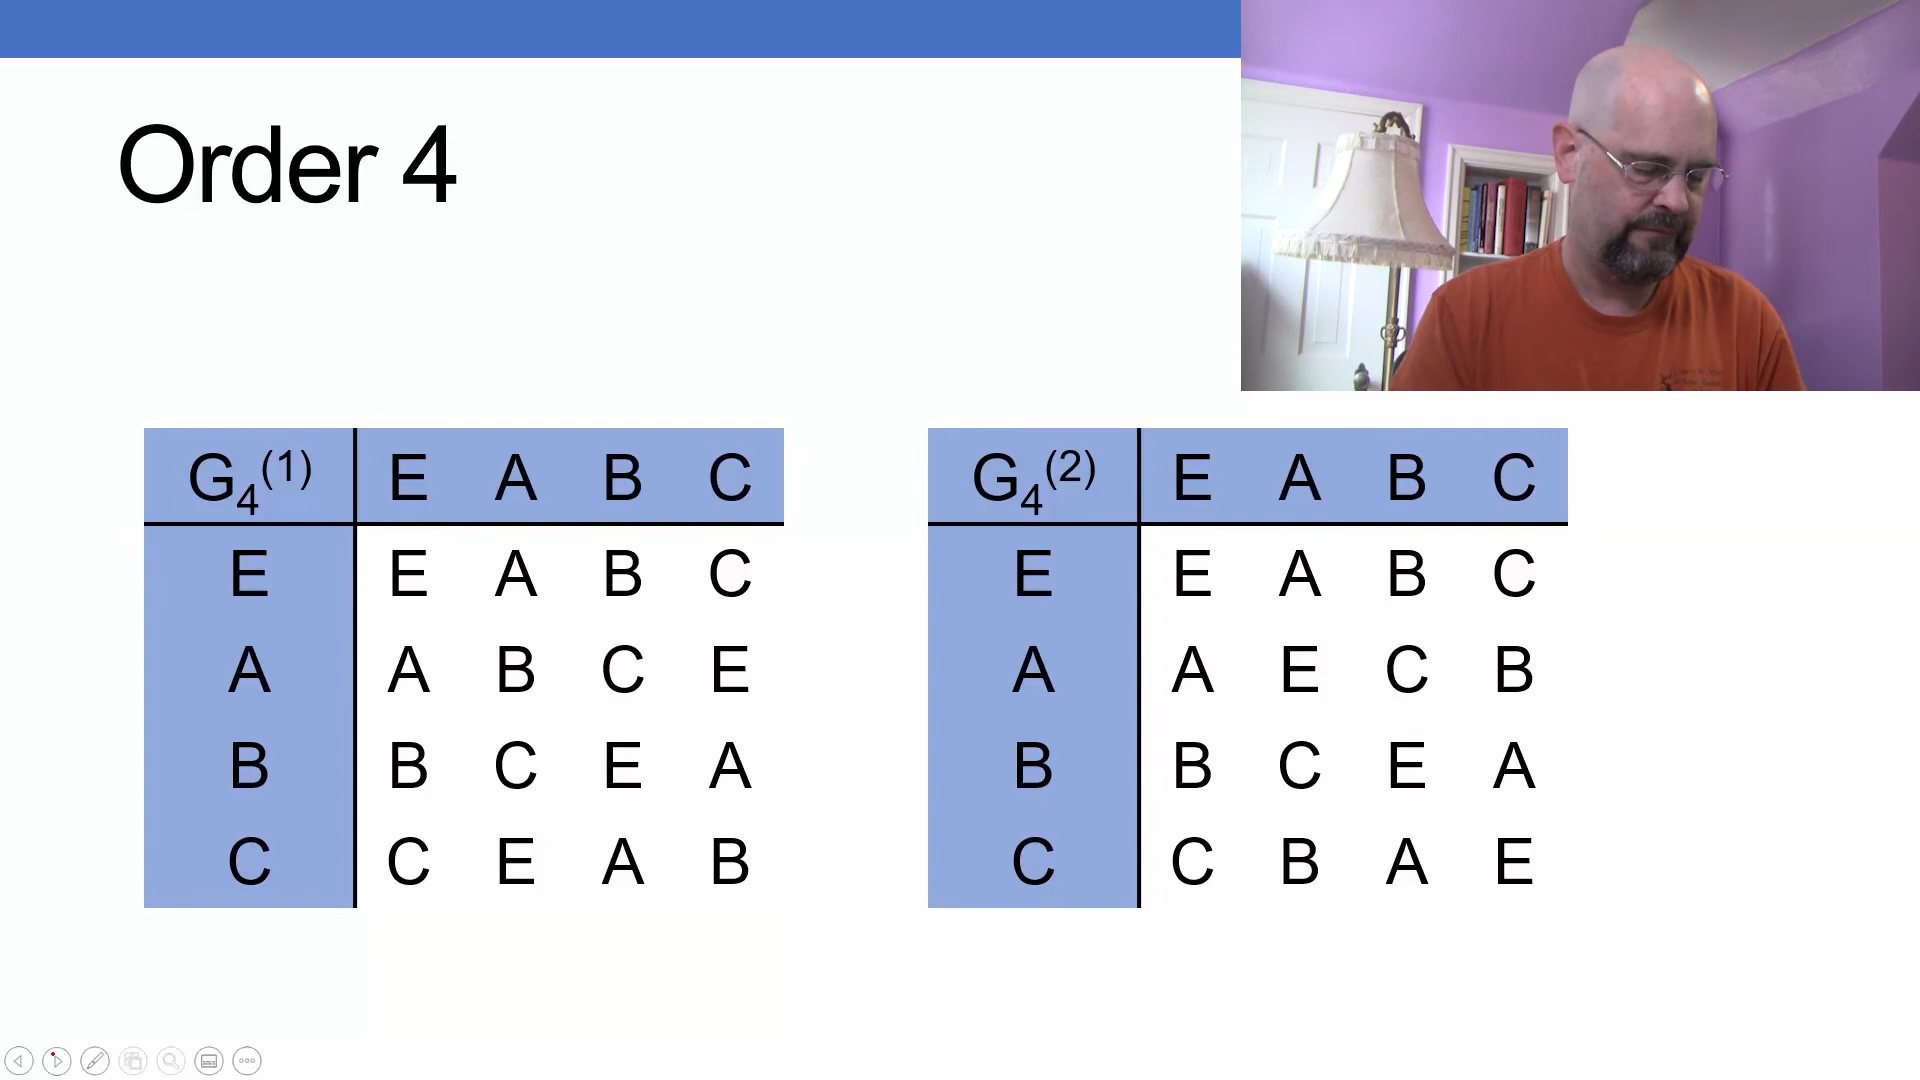 Order 4
G4(1) E A B C
E E A B C
A A B C E
B B C E A
C C E A B
G4(2) E A B C
E E A B C
A A E C B
B B C E A
C C B A E